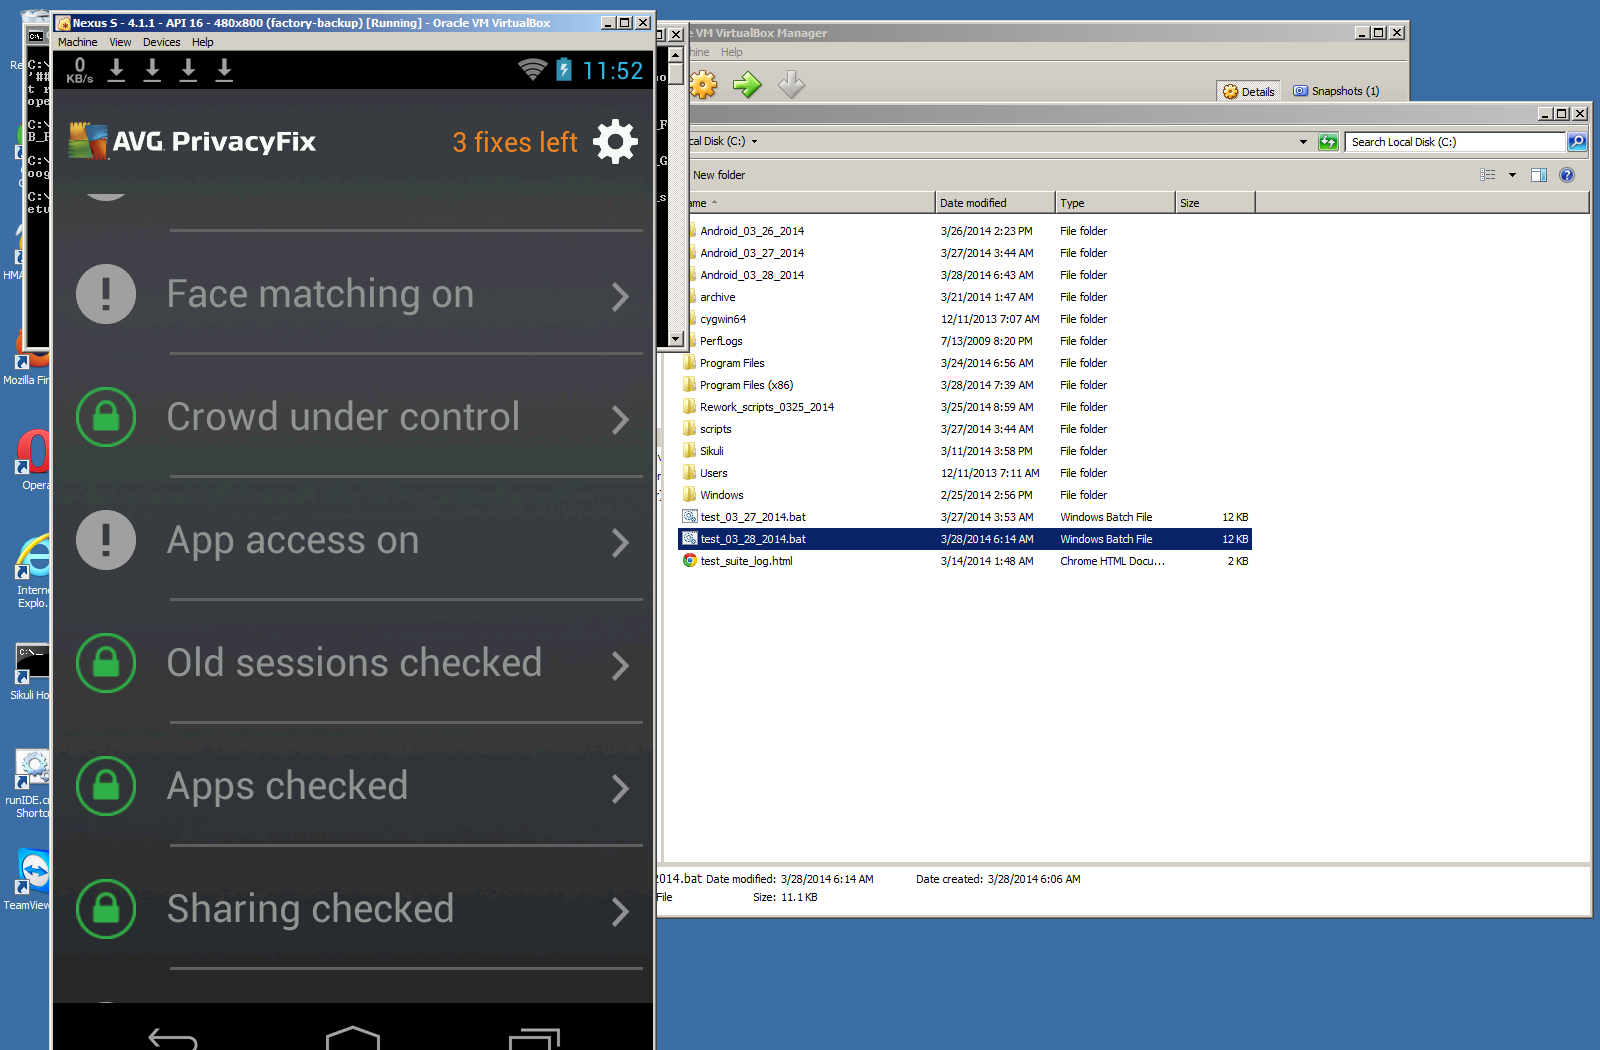 Nexus S - 4.1.1 - API 16 - 480x800 (factory-backup) [Running] - Oracle VM VirtualBox
Machine View Devices Help
0
KB/s
11:52
AVG PrivacyFix
3 fixes left
Face matching on
Crowd under control
App access on
Old sessions checked
Apps checked
Sharing checked
VM VirtualBox Manager
Help
Details
Snapshots (1)
Local Disk (C:)
Search Local Disk (C:)
New folder
Date modified Type Size
Android_03_26_2014 3/26/2014 2:23 PM File folder
Android_03_27_2014 3/27/2014 3:44 AM File folder
Android_03_28_2014 3/28/2014 6:43 AM File folder
archive 3/21/2014 1:47 AM File folder
cygwin64 12/11/2013 7:07 AM File folder
PerfLogs 7/13/2009 8:20 PM File folder
Program Files 3/24/2014 6:56 AM File folder
Program Files (x86) 3/28/2014 7:39 AM File folder
Rework_scripts_0325_2014 3/25/2014 8:59 AM File folder
scripts 3/27/2014 3:44 AM File folder
Sikuli 3/11/2014 3:58 PM File folder
Users 12/11/2013 7:11 AM File folder
Windows 2/25/2014 2:56 PM File folder
test_03_27_2014.bat 3/27/2014 3:53 AM Windows Batch File 12 KB
test_03_28_2014.bat 3/28/2014 6:14 AM Windows Batch File 12 KB
test_suite_log.html 3/14/2014 1:48 AM Chrome HTML Docu... 2 KB
2014.bat Date modified: 3/28/2014 6:14 AM Date created: 3/28/2014 6:06 AM
File Size: 11.1 KB
HMA
Mozilla Fir
Opera
Intern
Explo.
Sikuli Ho
runIDE.c
Shortcu
TeamView